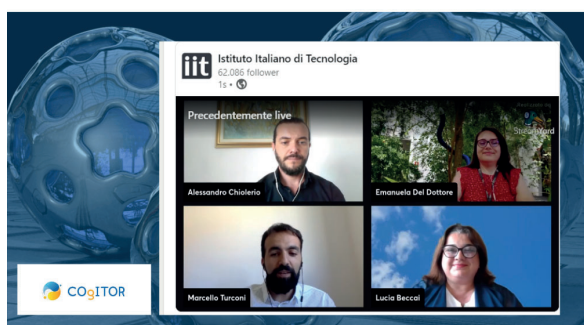 iit
Istituto Italiano di Tecnologia
62.086 follower
1s •
Precedentemente live
StreamYard
Alessandro Chiolerio
Emanuela Del Dottore
Marcello Turconi
Lucia Beccai
COgITOR